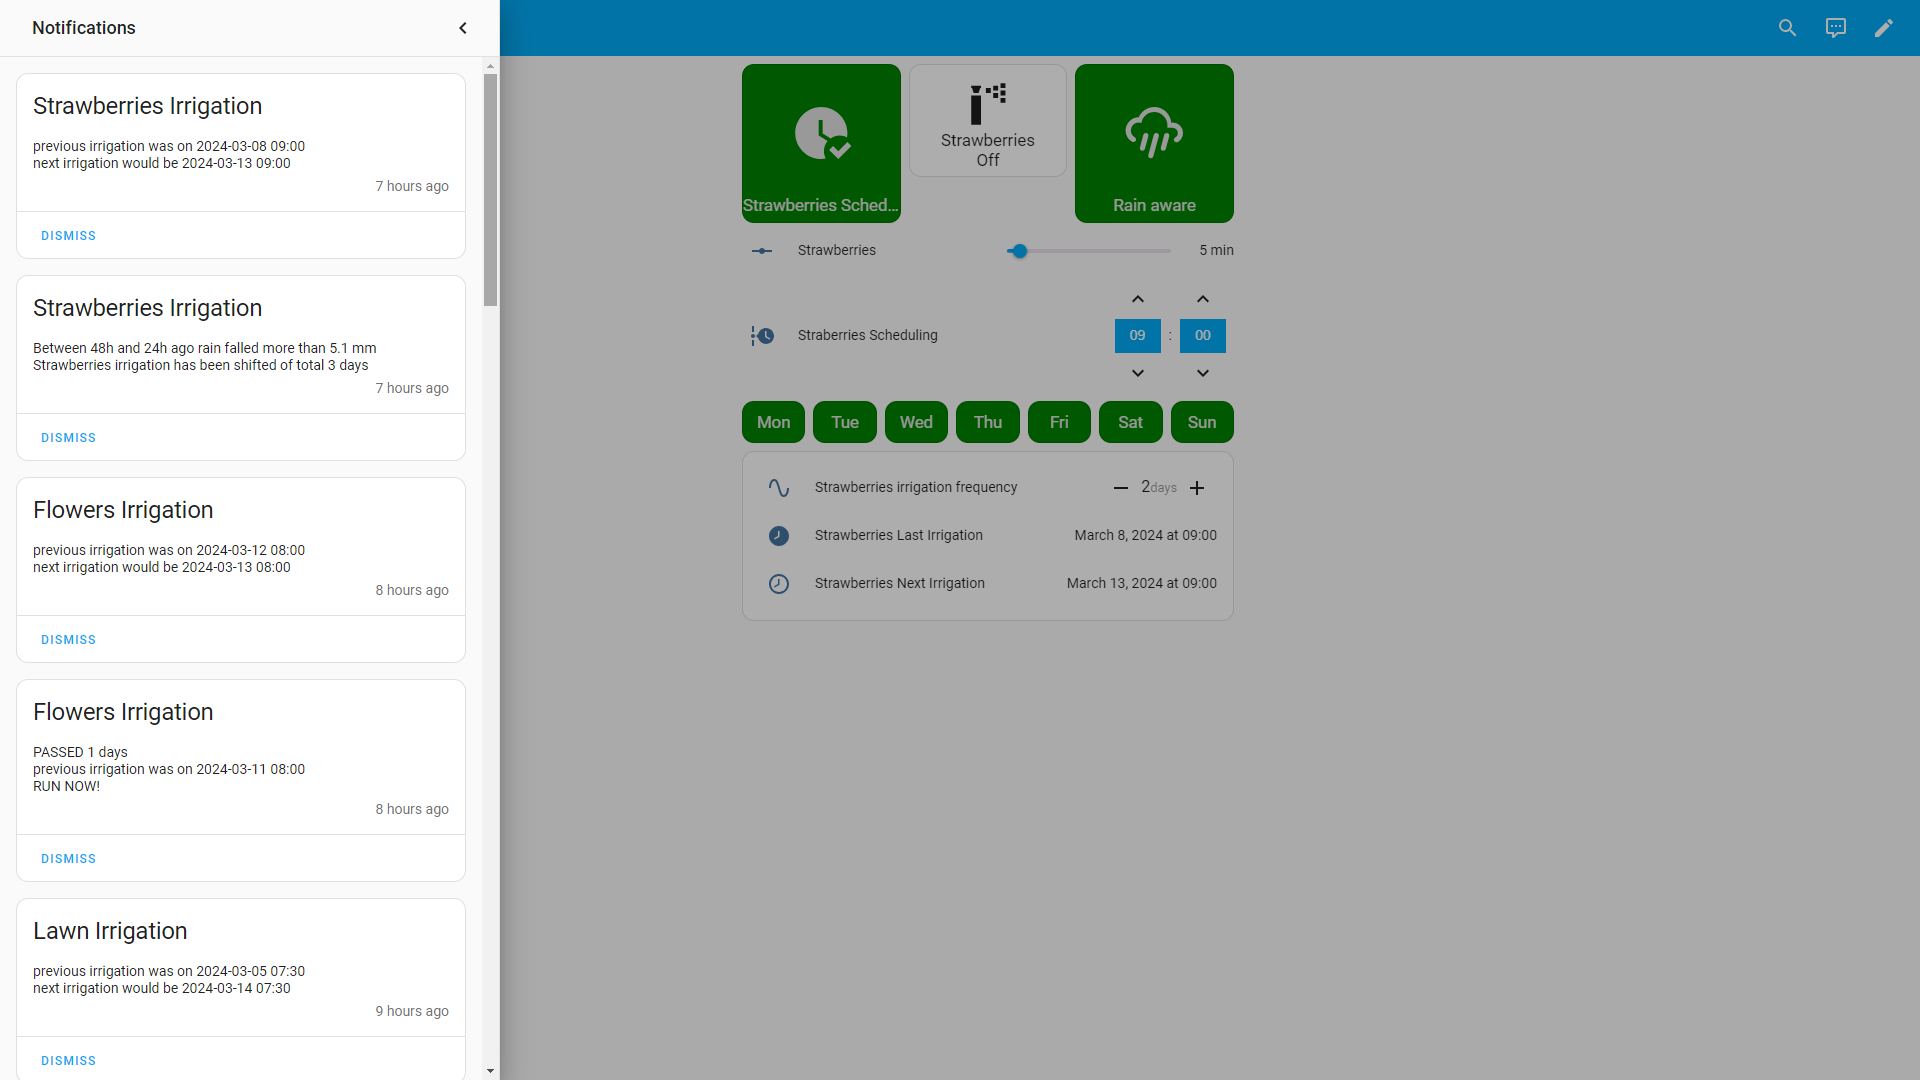 Notifications
Strawberries Irrigation
previous irrigation was on 2024-03-08 09:00
next irrigation would be 2024-03-13 09:00
7 hours ago
DISMISS
Strawberries Irrigation
Between 48h and 24h ago rain falled more than 5.1 mm
Strawberries irrigation has been shifted of total 3 days
7 hours ago
DISMISS
Flowers Irrigation
previous irrigation was on 2024-03-12 08:00
next irrigation would be 2024-03-13 08:00
8 hours ago
DISMISS
Flowers Irrigation
PASSED 1 days
previous irrigation was on 2024-03-11 08:00
RUN NOW!
8 hours ago
DISMISS
Lawn Irrigation
previous irrigation was on 2024-03-05 07:30
next irrigation would be 2024-03-14 07:30
9 hours ago
DISMISS
Strawberries Sched...
Strawberries
Off
Rain aware
Strawberries 5 min
Straberries Scheduling 09 : 00
Mon Tue Wed Thu Fri Sat Sun
Strawberries irrigation frequency 2days
Strawberries Last Irrigation March 8, 2024 at 09:00
Strawberries Next Irrigation March 13, 2024 at 09:00